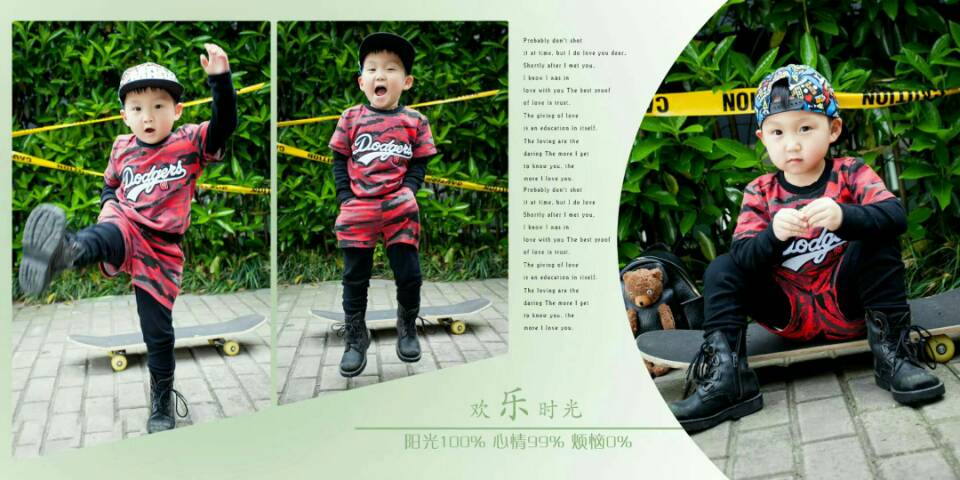 Dodgers
CAUTION
Dodgers
CAUTION
Probably don't shot
it at time, but I do love you dear.
Shortly after I met you,
I know I was in
love with you The best proof
of love is trust.
The giving of love
is an education in itself.
The loving are the
daring The more I get
to know you, the
more I love you.
Probably don't shot
it at time, but I do love
Shortly after I met you,
I know I was in
love with you The best proof
of love is trust.
The giving of love
is an education in itself.
The loving are the
daring The more I get
to know you, the
more I love you.
欢乐时光
阳光100% 心情99% 烦恼0%
CAUTION